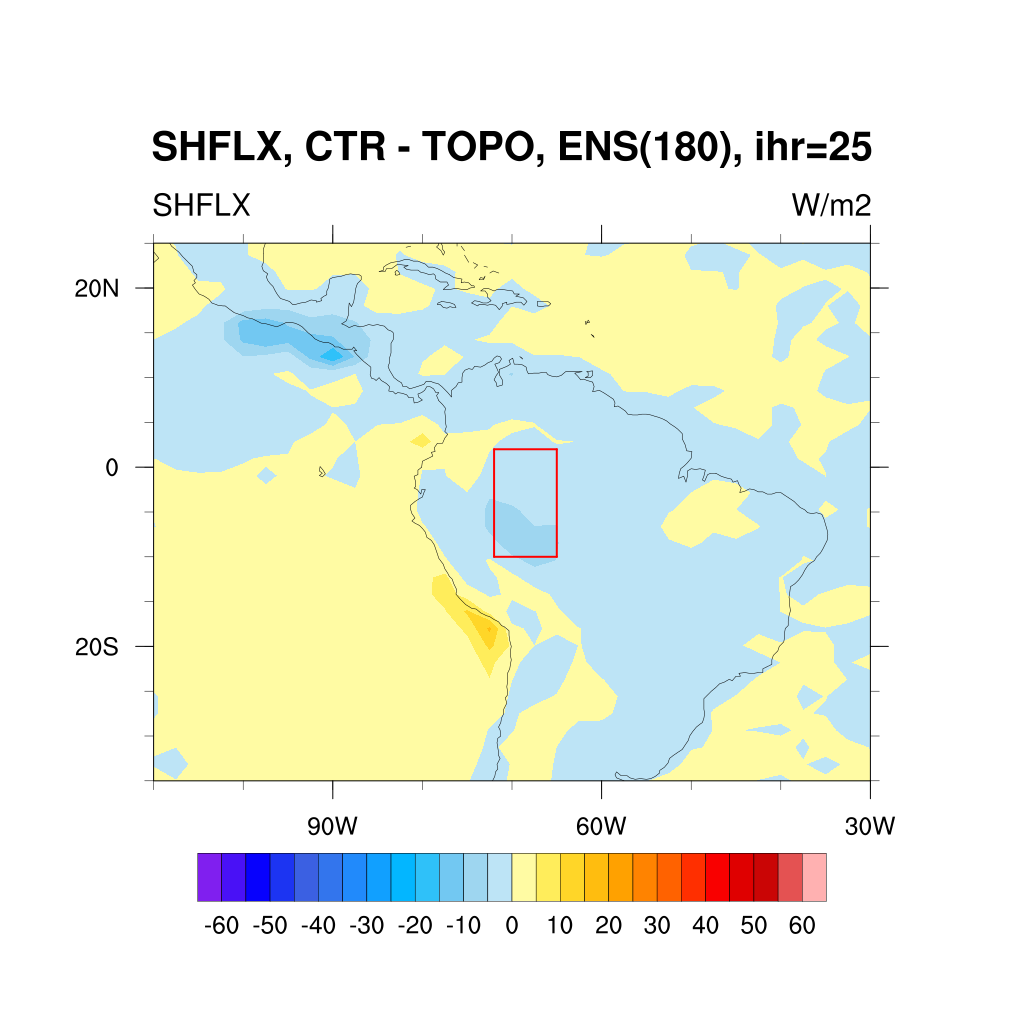 SHFLX, CTR - TOPO, ENS(180), ihr=25
SHFLX W/m2
20N
0
20S
90W 60W 30W
-60 -50 -40 -30 -20 -10 0 10 20 30 40 50 60